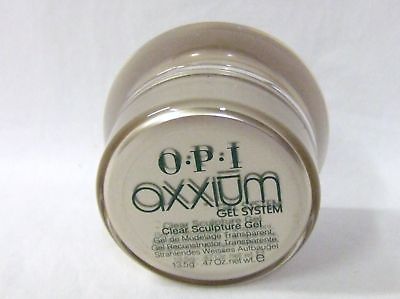 O·P·I
axxiūm
GEL SYSTEM
Clear Sculpture Gel
Gel de Modelage Transparent,
Gel Reconstructor Transparente,
Strahlendes Weisses Aufbaugel
13.5g .47 Oz. net wt. e